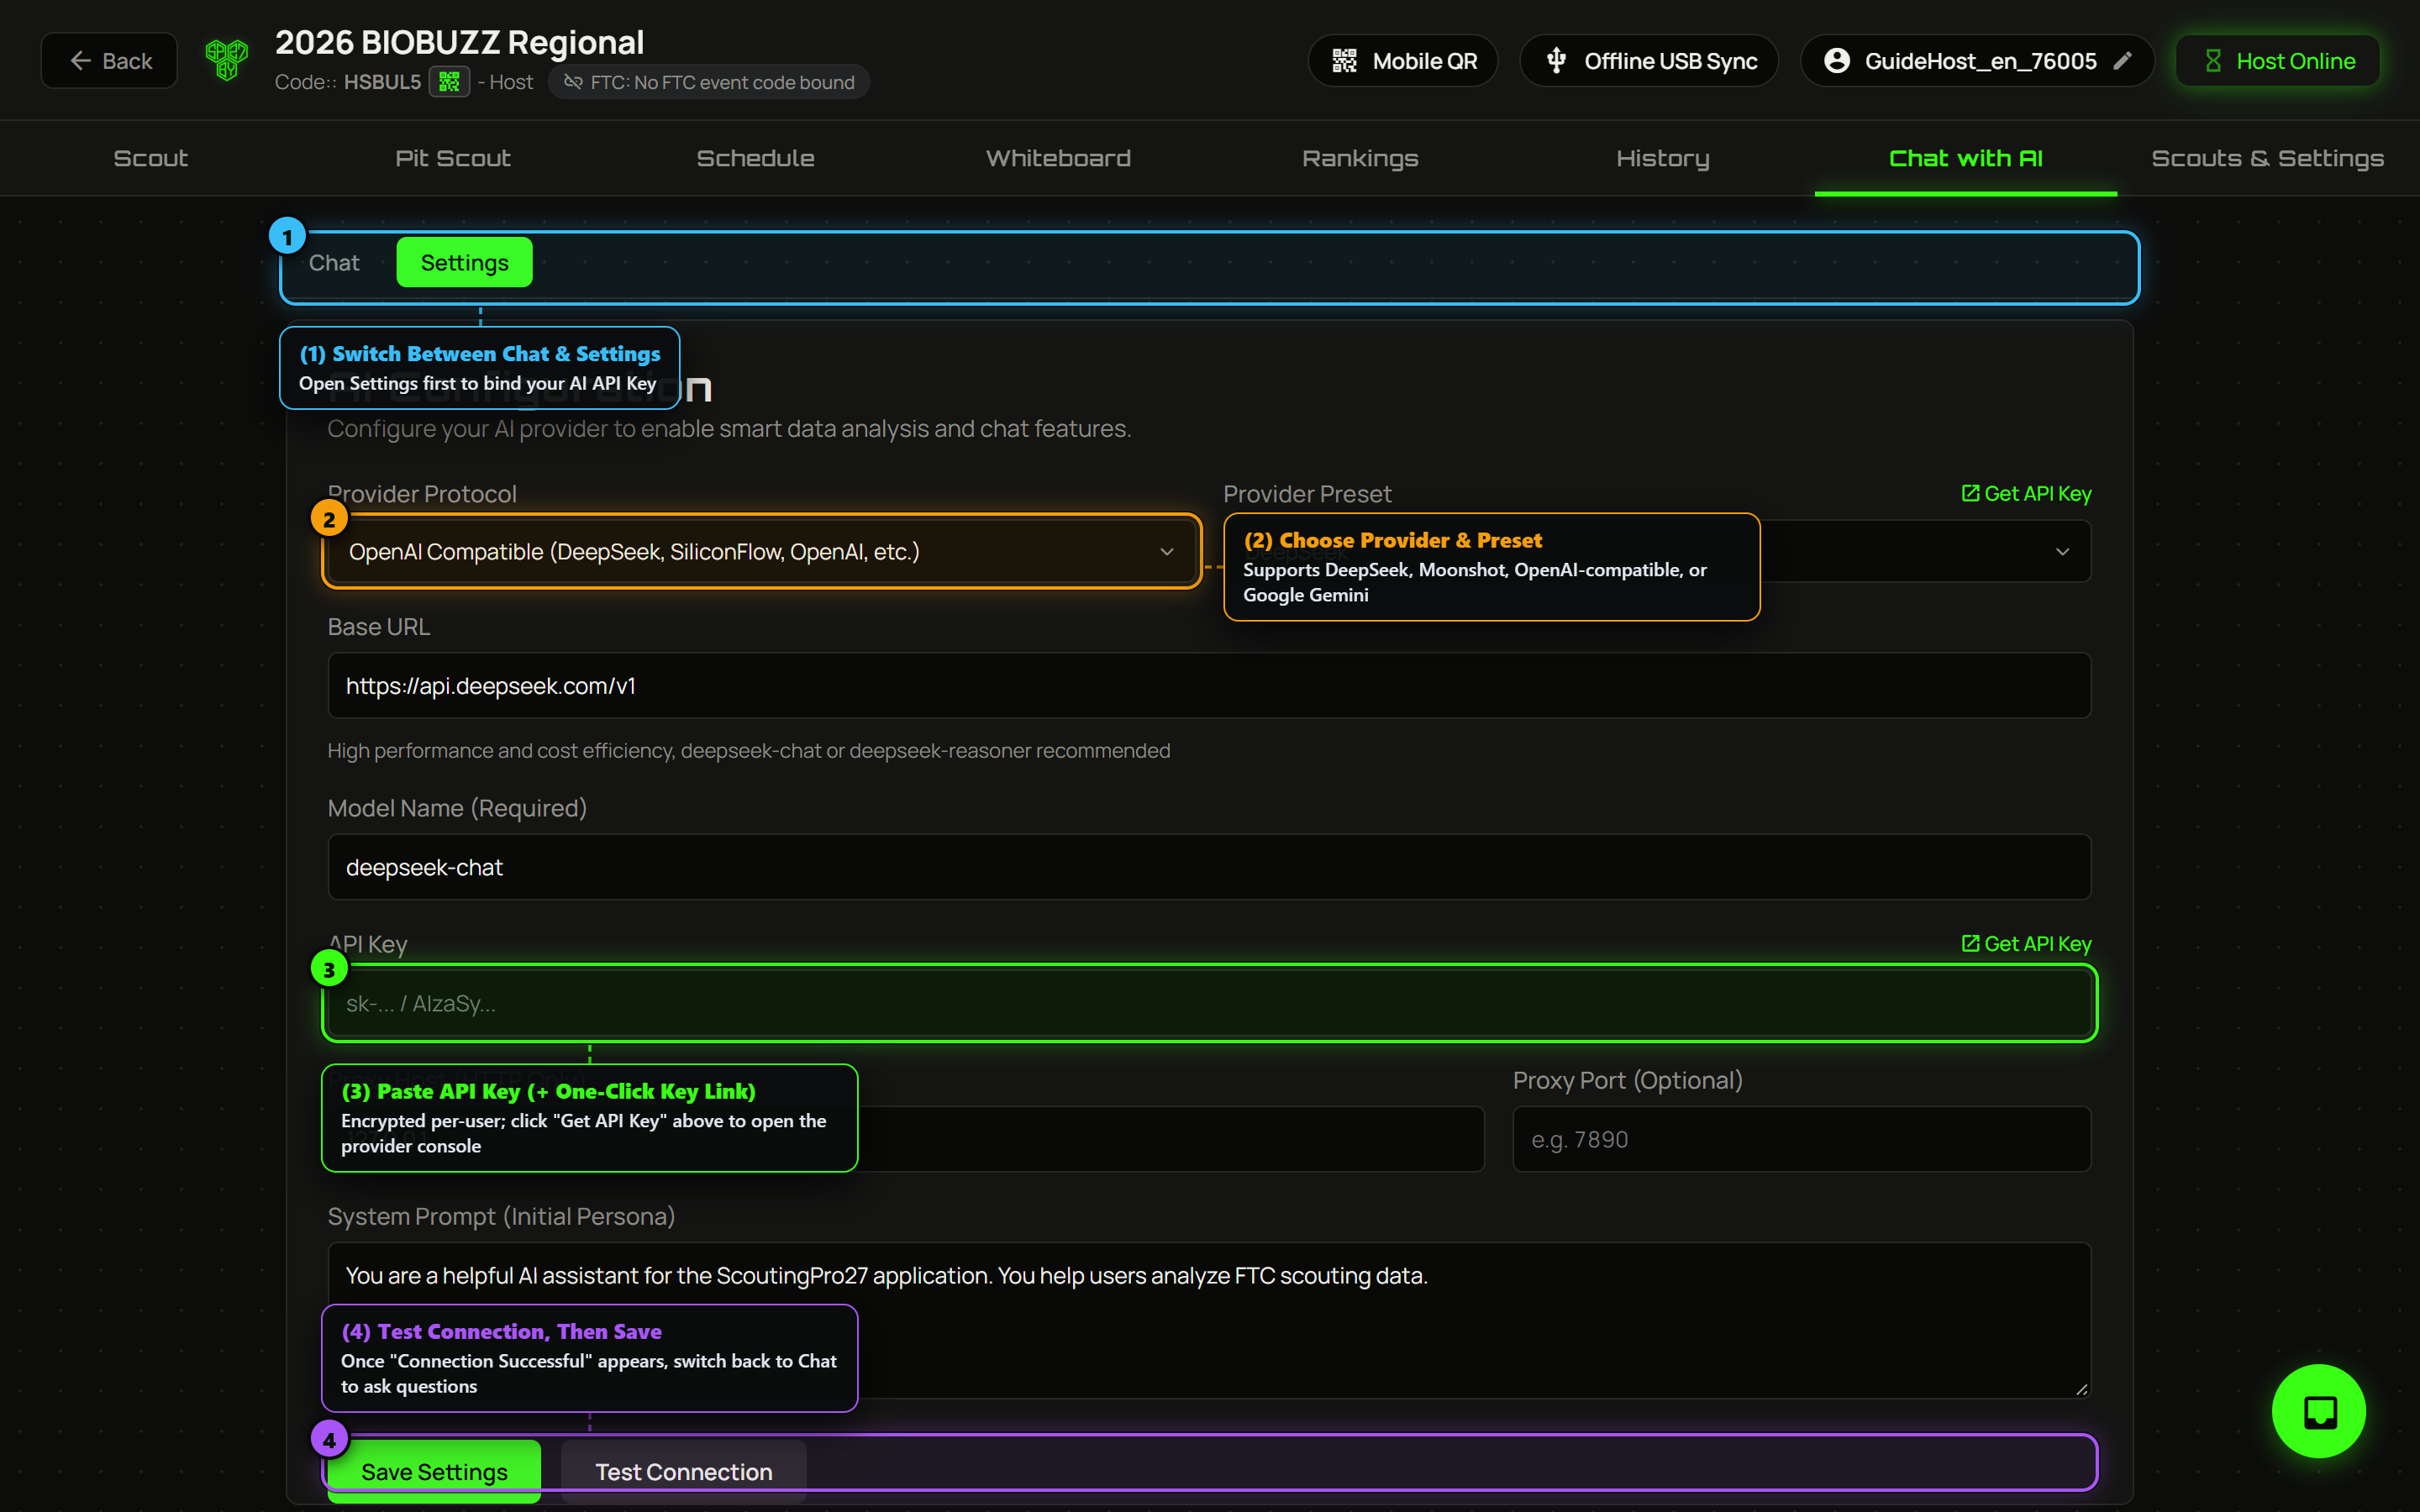 Back
2026 BIOBUZZ Regional
Code:: HSBUL5 - Host FTC: No FTC event code bound
Mobile QR
Offline USB Sync
GuideHost_en_76005
Host Online
Scout
Pit Scout
Schedule
Whiteboard
Rankings
History
Chat with AI
Scouts & Settings
1
Chat
Settings
(1) Switch Between Chat & Settings
Open Settings first to bind your AI API Key
AI Configuration
Configure your AI provider to enable smart data analysis and chat features.
Provider Protocol
2
OpenAI Compatible (DeepSeek, SiliconFlow, OpenAI, etc.)
Provider Preset
Get API Key
DeepSeek
(2) Choose Provider & Preset
Supports DeepSeek, Moonshot, OpenAI-compatible, or
Google Gemini
Base URL
https://api.deepseek.com/v1
High performance and cost efficiency, deepseek-chat or deepseek-reasoner recommended
Model Name (Required)
deepseek-chat
API Key
Get API Key
3
sk-... / AIzaSy...
(3) Paste API Key (+ One-Click Key Link)
Encrypted per-user; click "Get API Key" above to open the
provider console
Proxy Port (Optional)
e.g. 7890
System Prompt (Initial Persona)
You are a helpful AI assistant for the ScoutingPro27 application. You help users analyze FTC scouting data.
(4) Test Connection, Then Save
Once "Connection Successful" appears, switch back to Chat
to ask questions
4
Save Settings
Test Connection